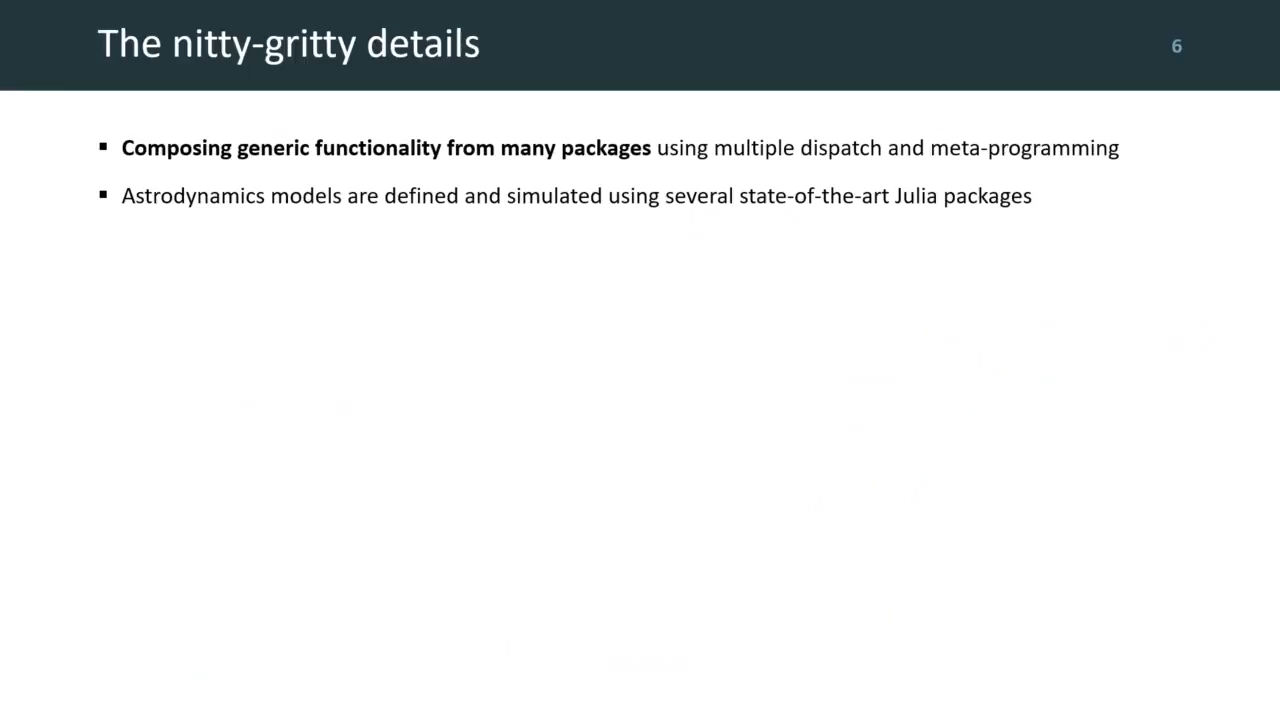 The nitty-gritty details
6
▪ Composing generic functionality from many packages using multiple dispatch and meta-programming
▪ Astrodynamics models are defined and simulated using several state-of-the-art Julia packages